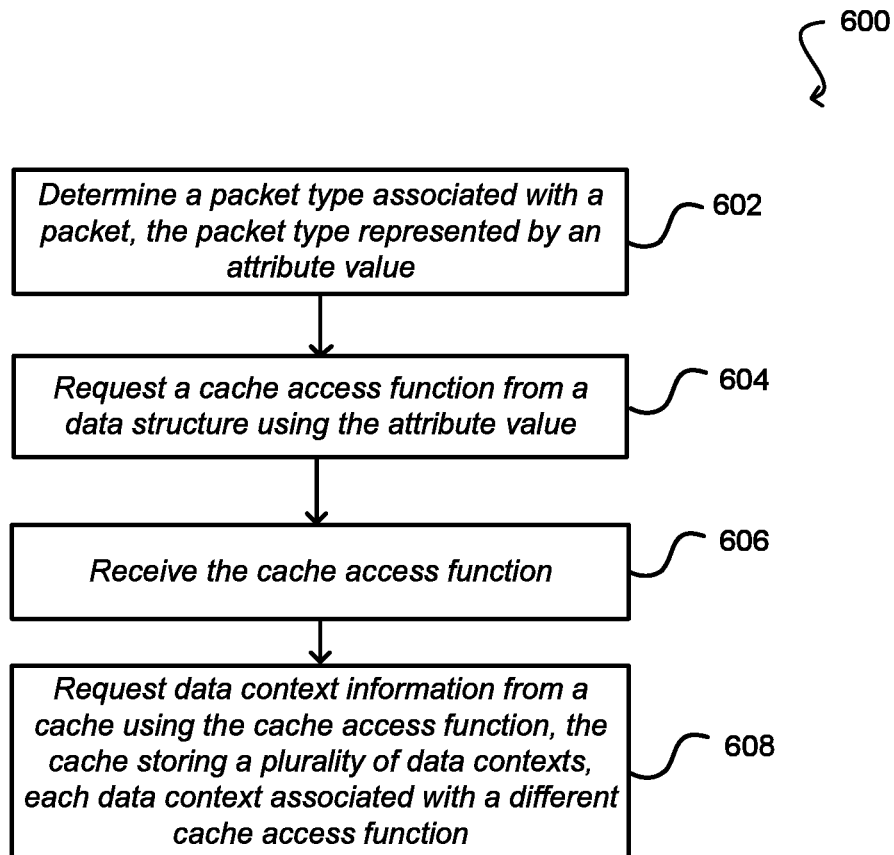 600
Determine a packet type associated with a
packet, the packet type represented by an
attribute value
602
Request a cache access function from a
data structure using the attribute value
604
Receive the cache access function
606
Request data context information from a
cache using the cache access function, the
cache storing a plurality of data contexts,
each data context associated with a different
cache access function
608